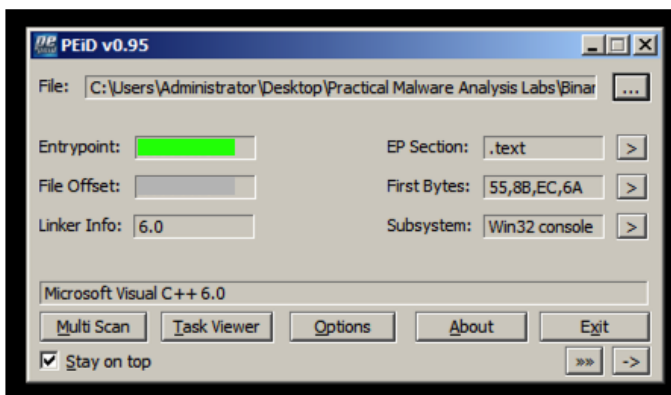 PEiD v0.95
File: C:\Users\Administrator\Desktop\Practical Malware Analysis Labs\Binar ...
Entrypoint: EP Section: .text >
File Offset: First Bytes: 55,8B,EC,6A >
Linker Info: 6.0 Subsystem: Win32 console >
Microsoft Visual C++ 6.0
Multi Scan Task Viewer Options About Exit
Stay on top »» ->